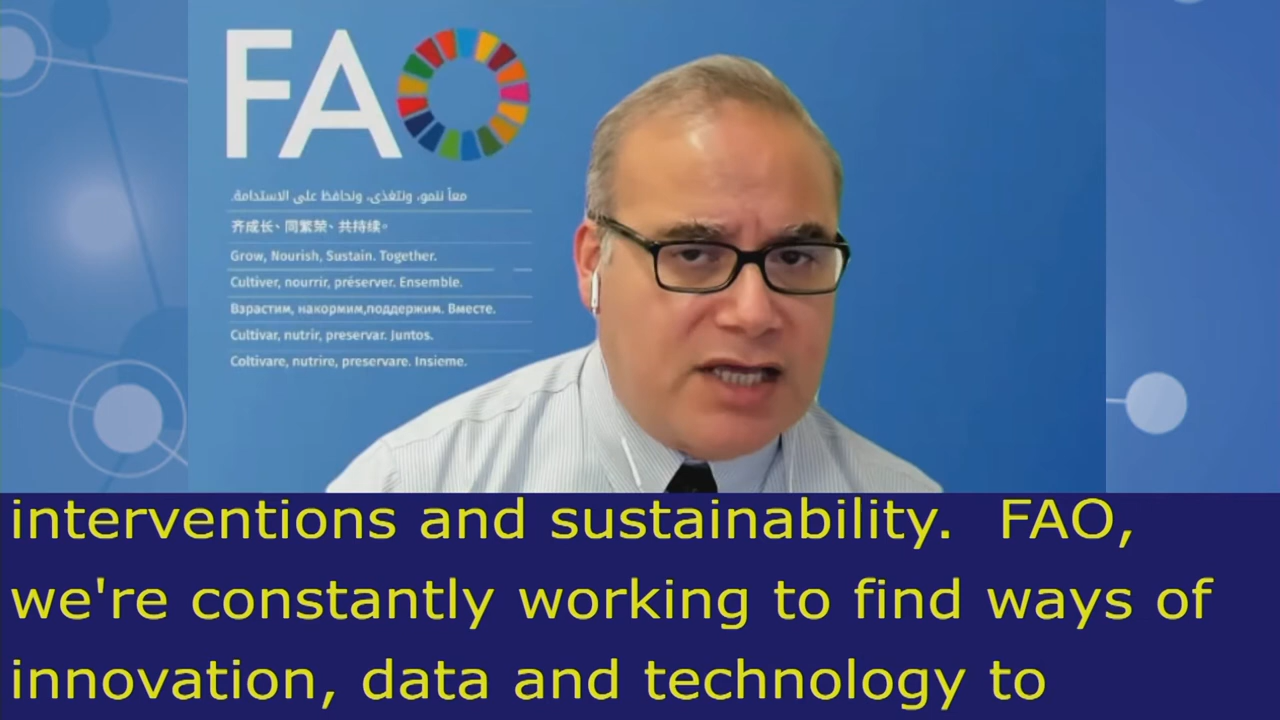 FAO
معاً ننمو، ونتغذى، ونحافظ على الاستدامة.
齐成长、同繁荣、共持续。
Grow, Nourish, Sustain. Together.
Cultiver, nourrir, préserver. Ensemble.
Взрастим, накормим,поддержим. Вместе.
Cultivar, nutrir, preservar. Juntos.
Coltivare, nutrire, preservare. Insieme.
interventions and sustainability.  FAO,
we're constantly working to find ways of
innovation, data and technology to